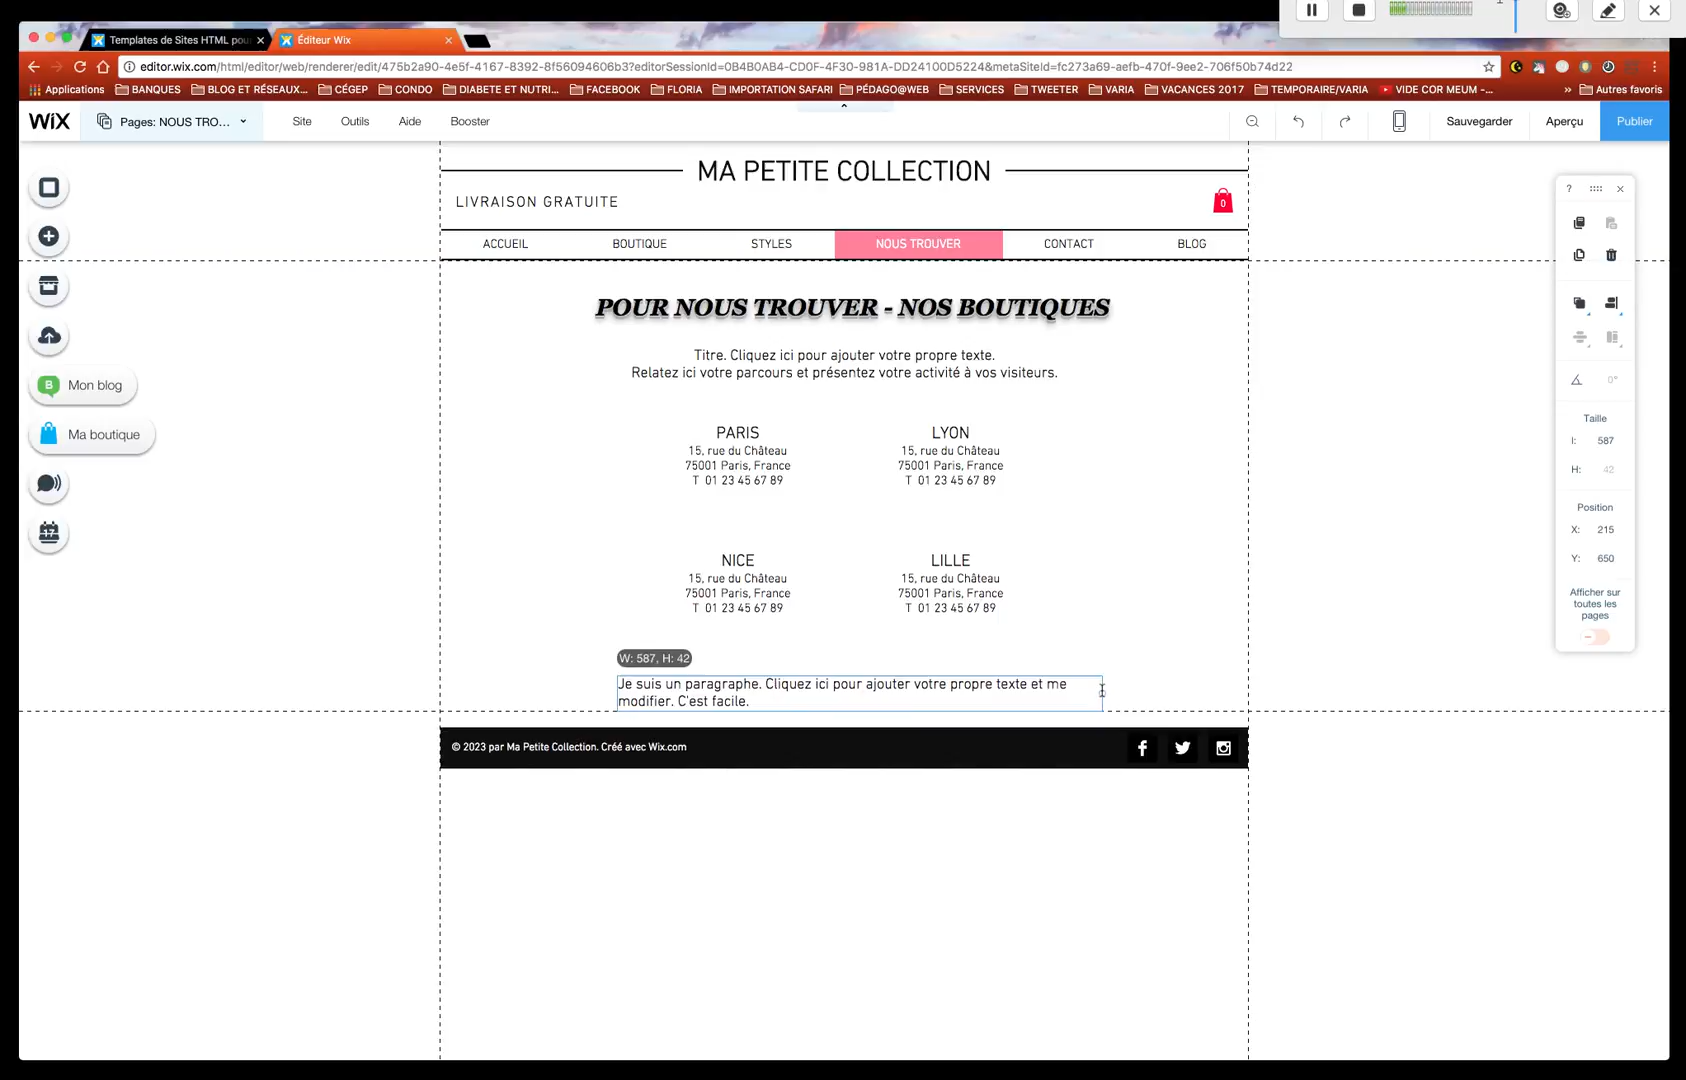 Templates de Sites HTML pou
Éditeur Wix
editor.wix.com/html/editor/web/renderer/edit/475b2a90-4e5f-4167-8392-8f56094606b3?editorSessionId=0B4B0AB4-CD0F-4F30-981A-DD24100D5224&metaSiteId=fc273a69-aefb-470f-9ee2-706f50b74d22
Applications BANQUES BLOG ET RÉSEAUX... CÉGEP CONDO DIABETE ET NUTRI... FACEBOOK FLORIA IMPORTATION SAFARI PÉDAGO@WEB SERVICES TWEETER VARIA VACANCES 2017 TEMPORAIRE/VARIA VIDE COR MEUM -... » Autres favoris
WiX Pages: NOUS TRO... Site Outils Aide Booster Sauvegarder Aperçu Publier
MA PETITE COLLECTION
LIVRAISON GRATUITE
0
ACCUEIL BOUTIQUE STYLES NOUS TROUVER CONTACT BLOG
POUR NOUS TROUVER - NOS BOUTIQUES
Titre. Cliquez ici pour ajouter votre propre texte.
Relatez ici votre parcours et présentez votre activité à vos visiteurs.
PARIS
15, rue du Château
75001 Paris, France
T 01 23 45 67 89
LYON
15, rue du Château
75001 Paris, France
T 01 23 45 67 89
NICE
15, rue du Château
75001 Paris, France
T 01 23 45 67 89
LILLE
15, rue du Château
75001 Paris, France
T 01 23 45 67 89
W: 587, H: 42
Je suis un paragraphe. Cliquez ici pour ajouter votre propre texte et me
modifier. C'est facile.
© 2023 par Ma Petite Collection. Créé avec Wix.com
B Mon blog
Ma boutique
17
?
0°
Taille
l: 587
H: 42
Position
X: 215
Y: 650
Afficher sur
toutes les
pages